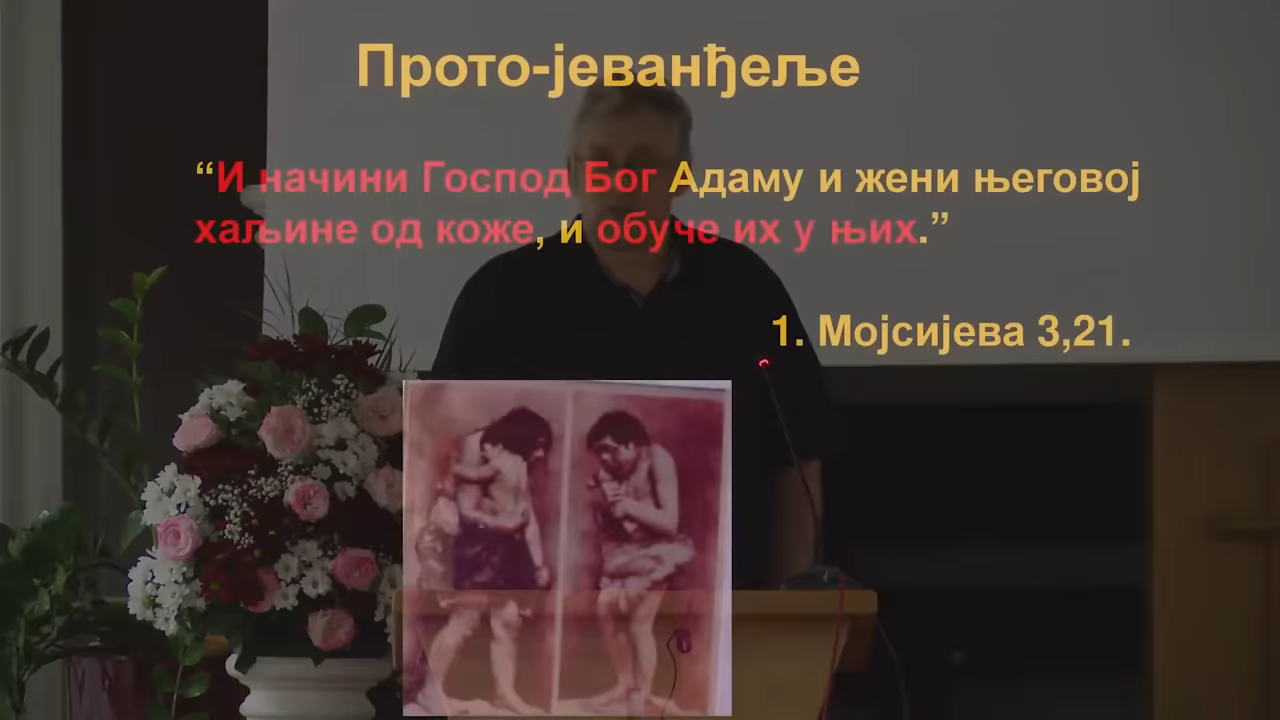 Прото-јеванђеље
“И начини Господ Бог Адаму и жени његовој
хаљине од коже, и обуче их у њих.”
1. Мојсијева 3,21.